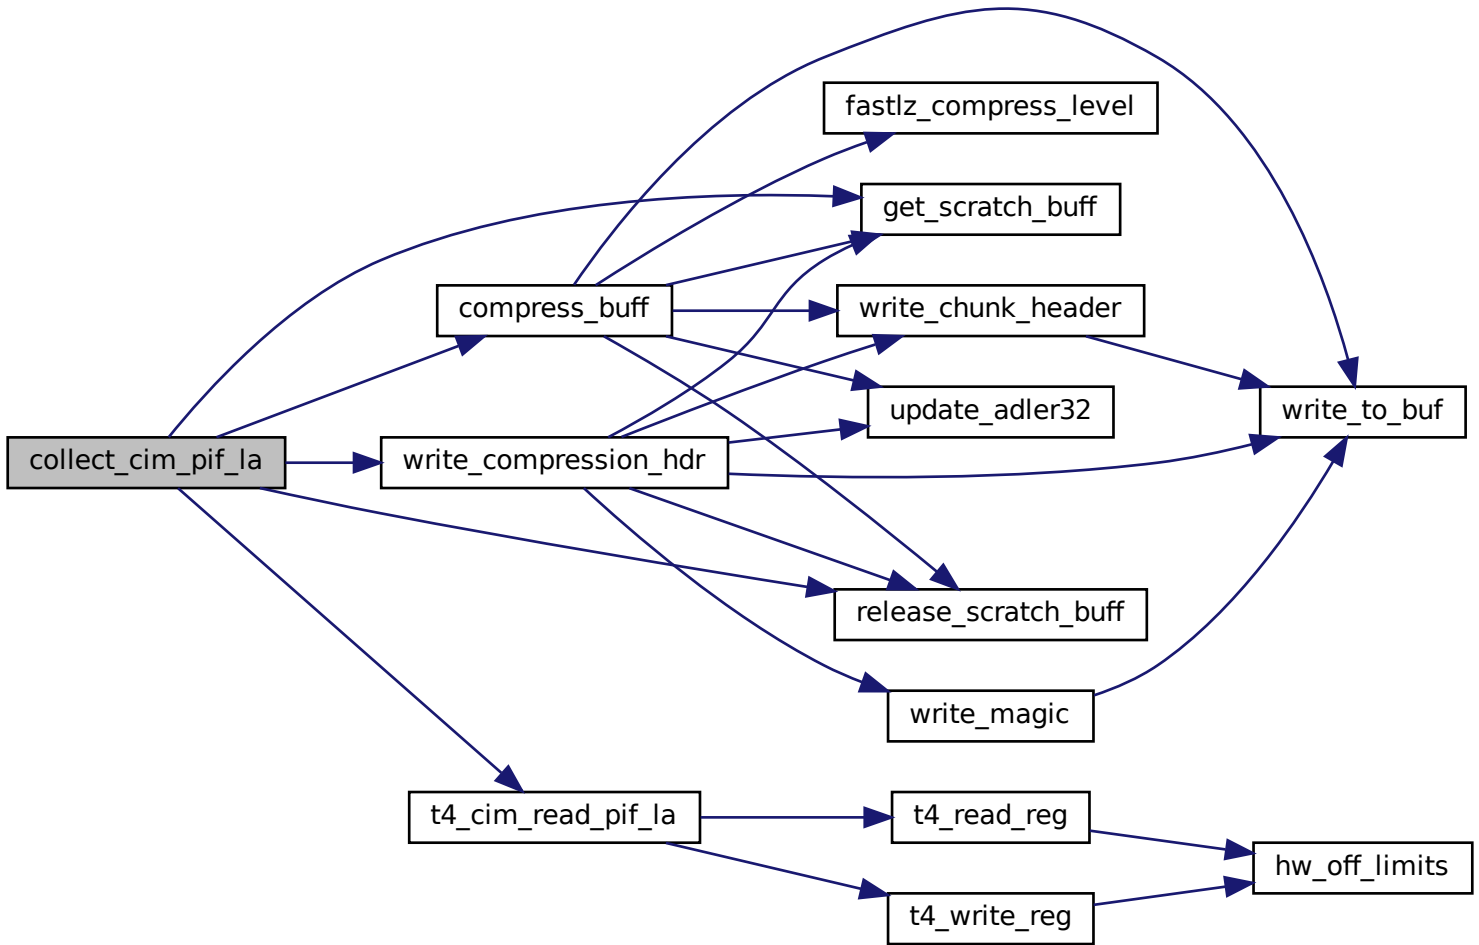 fastlz_compress_level
get_scratch_buff
compress_buff
write_chunk_header
update_adler32
write_to_buf
collect_cim_pif_la
write_compression_hdr
release_scratch_buff
write_magic
t4_cim_read_pif_la
t4_read_reg
hw_off_limits
t4_write_reg